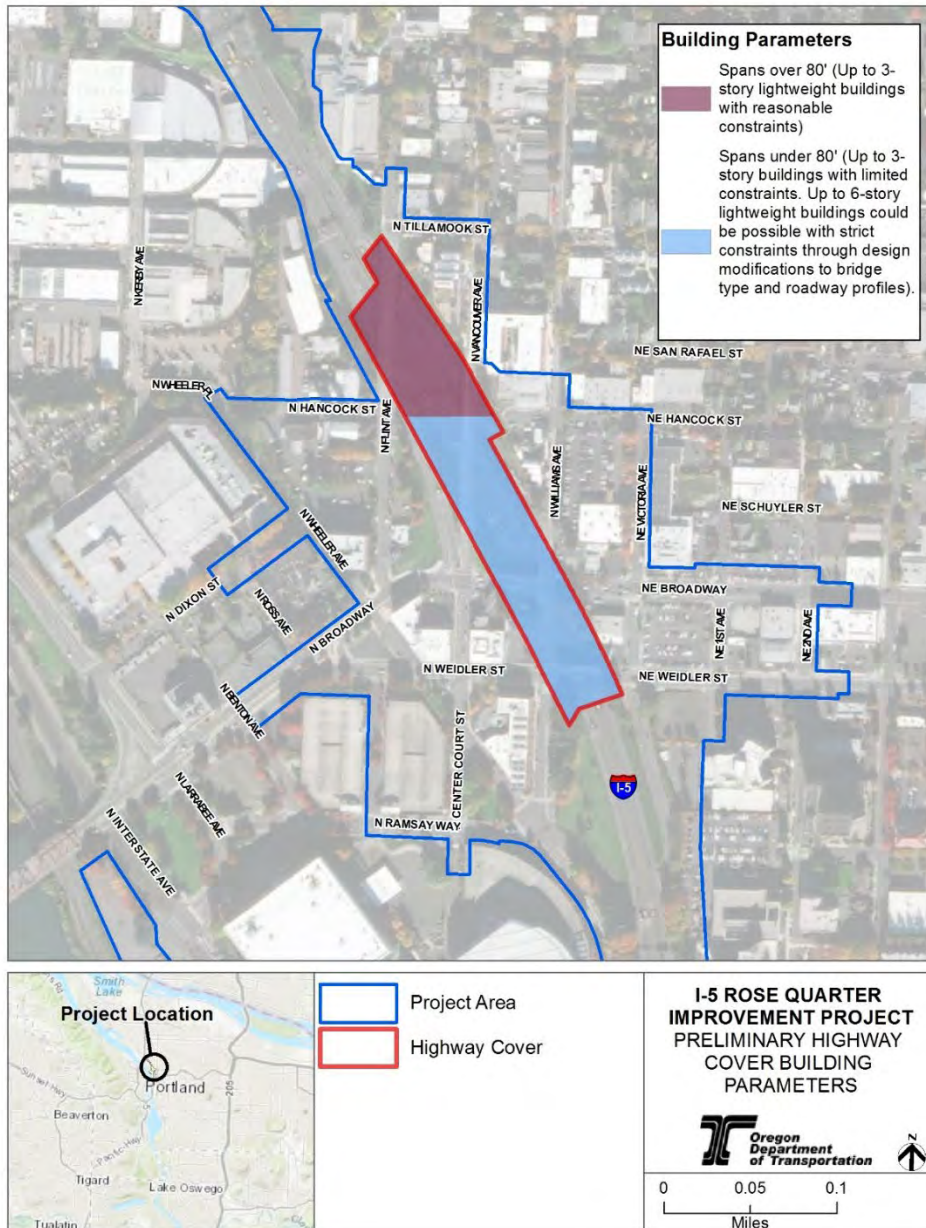 Building Parameters
Spans over 80' (Up to 3-
story lightweight buildings
with reasonable
constraints)
Spans under 80' (Up to 3-
story buildings with limited
constraints. Up to 6-story
lightweight buildings could
be possible with strict
constraints through design
modifications to bridge
type and roadway profiles).
N TILLAMOOK ST
N KERBY AVE
N VANCOUVER AVE
NE SAN RAFAEL ST
N WHEELER PL
N HANCOCK ST
N FLINT AVE
NE HANCOCK ST
N WILLIAMS AVE
NE VICTORIA AVE
NE SCHUYLER ST
N WHEELER AVE
N DIXON ST
N ROSS AVE
N BROADWAY
NE BROADWAY
NE 1ST AVE
NE 2ND AVE
N WEIDLER ST
NE WEIDLER ST
N BENTON AVE
CENTER COURT ST
N LARRABEE AVE
I-5
N RAMSAY WAY
N INTERSTATE AVE
Smith
Lake
Project Location
Sunset Hwy
Portland
205
Beaverton
Pacific Hwy
Tigard
Lake Oswego
Tualatin
Project Area
Highway Cover
I-5 ROSE QUARTER
IMPROVEMENT PROJECT
PRELIMINARY HIGHWAY
COVER BUILDING
PARAMETERS
Oregon
Department
of Transportation
N
0 0.05 0.1
Miles